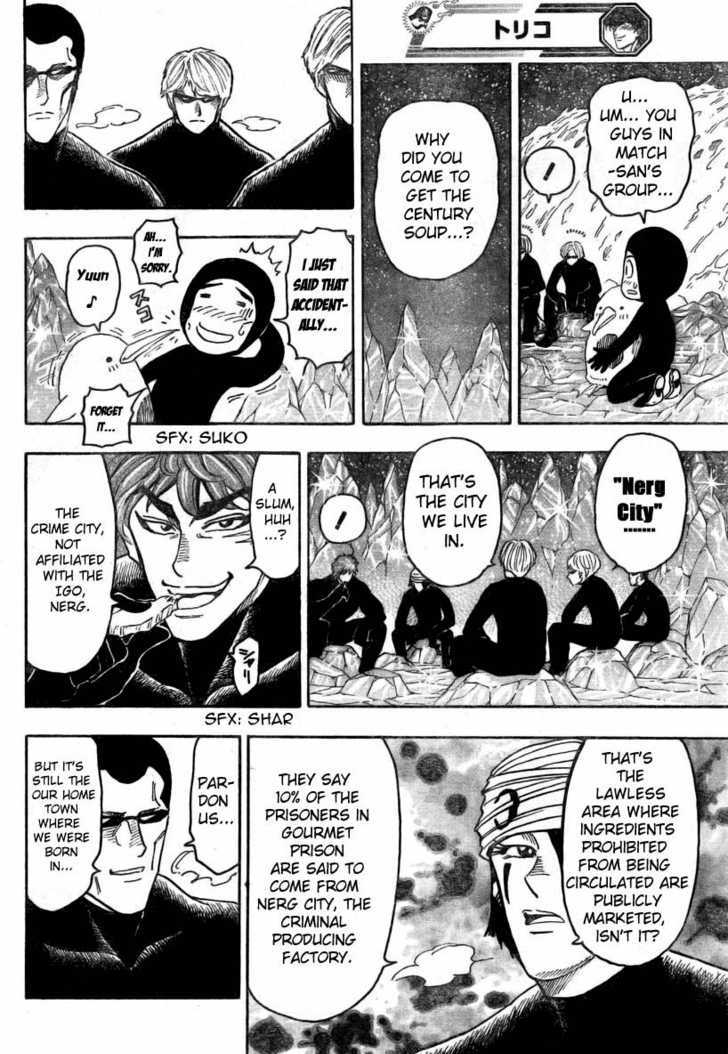 トリコ
U...
UM... YOU
GUYS IN
MATCH
-SAN'S
GROUP...
!
WHY
DID YOU
COME TO
GET THE
CENTURY
SOUP...?
I JUST
SAID THAT
ACCIDENT-
ALLY...
AH...
I'M
SORRY.
Yuun
♪
ズコ
FORGET
IT...
SFX: SUKO
"Nerg
City"
.......
THAT'S
THE CITY
WE LIVE
IN.
!
A
SLUM,
HUH
...?
THE
CRIME CITY,
NOT
AFFILIATED
WITH THE
IGO,
NERG.
SFX: SHAR
THAT'S
THE
LAWLESS
AREA WHERE
INGREDIENTS
PROHIBITED
FROM BEING
CIRCULATED ARE
PUBLICLY
MARKETED,
ISN'T IT?
3
THEY SAY
10% OF THE
PRISONERS IN
GOURMET
PRISON
ARE SAID TO
COME FROM
NERG CITY, THE
CRIMINAL
PRODUCING
FACTORY.
PAR-
DON
US...
BUT IT'S
STILL THE
OUR HOME
TOWN
WHERE
WE WERE
BORN
IN...